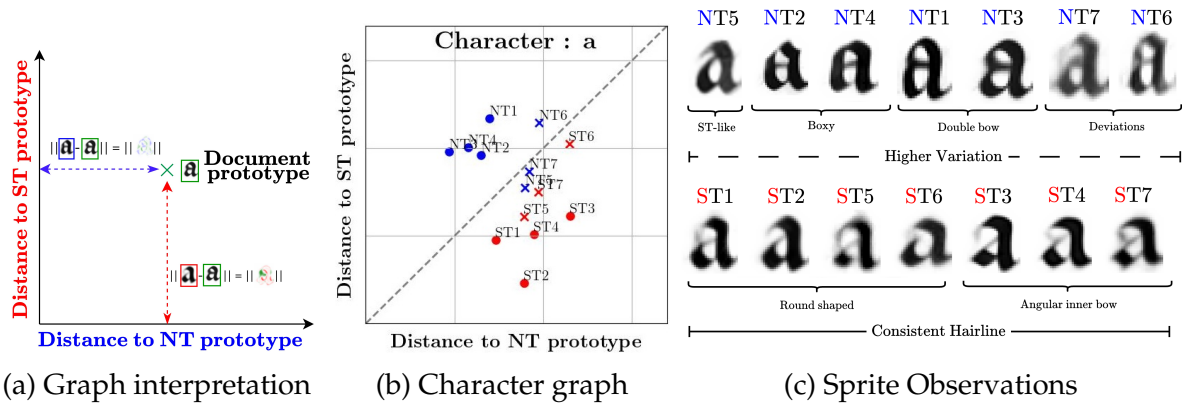 Distance to ST prototype
||a-a|| = || ||
Document
prototype
||a-a|| = || ||
Distance to NT prototype
(a) Graph interpretation
Character : a
Distance to ST prototype
NT1
NT6
ST6
NT4
NT3
NT2
NT7
NT5
ST7
ST5
ST3
ST1
ST4
ST2
Distance to NT prototype
(b) Character graph
NT5 NT2 NT4 NT1 NT3 NT7 NT6
a a a a a a a
ST-like Boxy Double bow Deviations
Higher Variation
ST1 ST2 ST5 ST6 ST3 ST4 ST7
a a a a a a a
Round shaped Angular inner bow
Consistent Hairline
(c) Sprite Observations